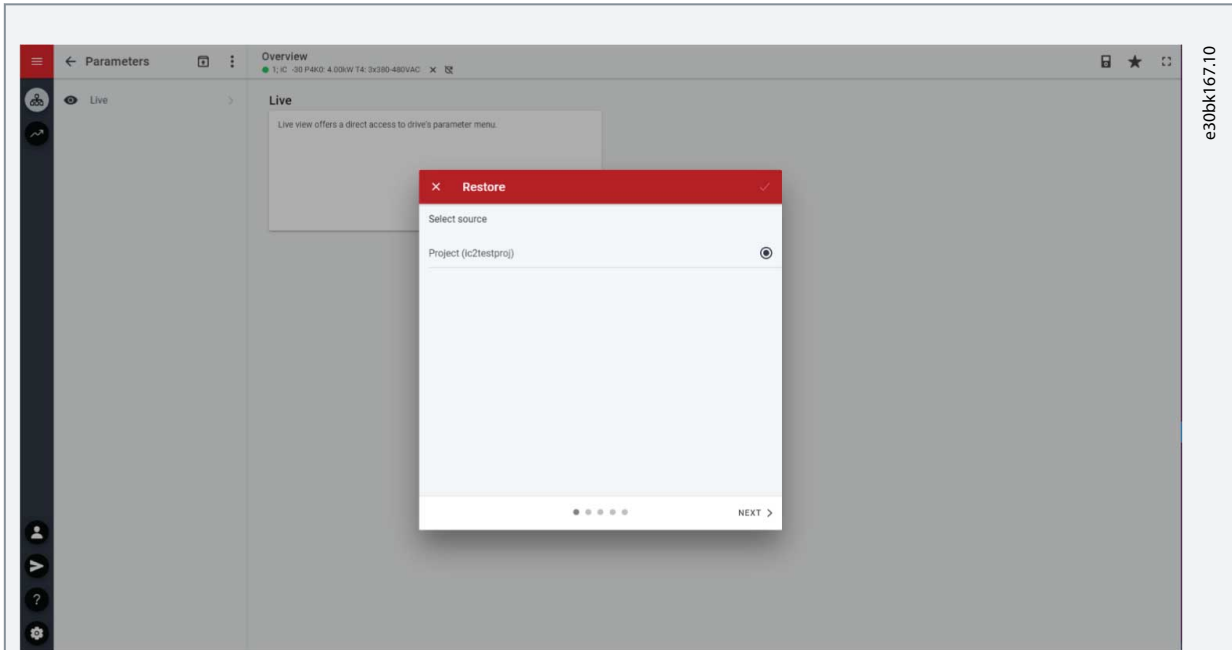 Parameters
Overview
1; iC -30 P4K0: 4.00kW T4: 3x380-480VAC
Live
Live
Live view offers a direct access to drive's parameter menu.
Restore
Select source
Project (ic2testproj)
NEXT
e30bk167.10